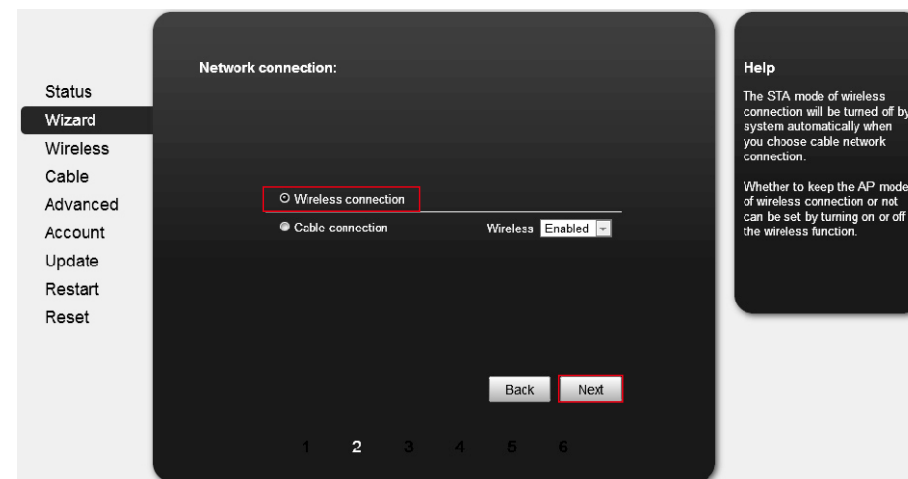 Network connection:
Status
Wizard
Wireless
Cable
Advanced
Account
Update
Restart
Reset
Wireless connection
Cable connection
Wireless Enabled
Back Next
1 2 3 4 5 6
Help
The STA mode of wireless
connection will be turned off by
system automatically when
you choose cable network
connection.
Whether to keep the AP mode
of wireless connection or not
can be set by turning on or off
the wireless function.